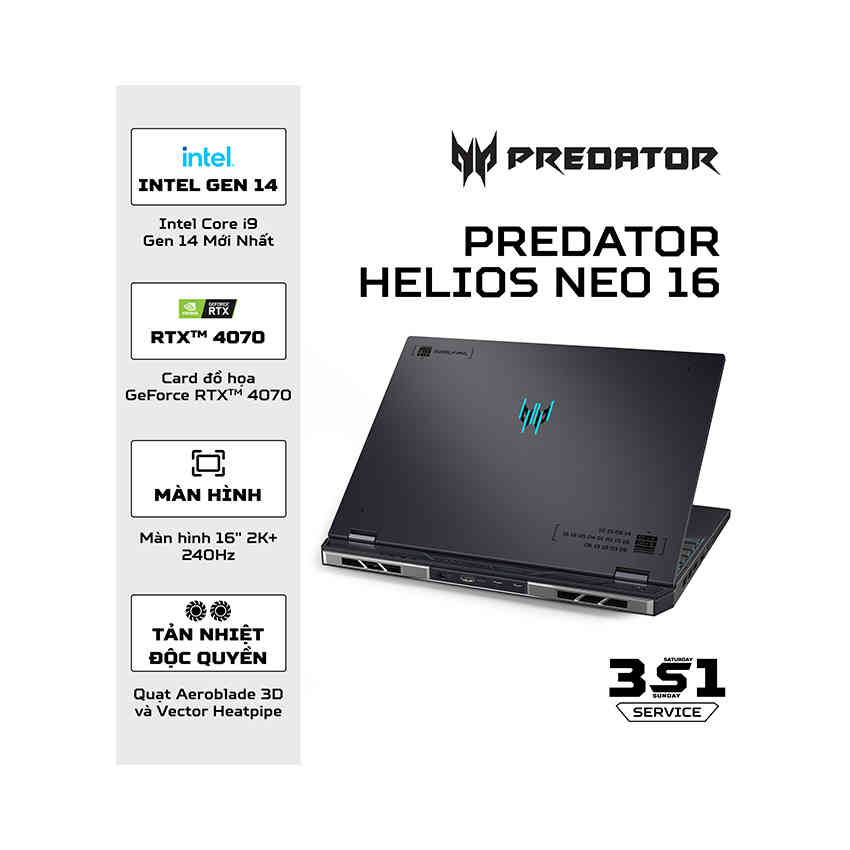 intel.
INTEL GEN 14
Intel Core i9
Gen 14 Mới Nhất
NVIDIA
GEFORCE
RTX
RTX™ 4070
Card đồ họa
GeForce RTX™ 4070
MÀN HÌNH
Màn hình 16" 2K+
240Hz
TẢN NHIỆT
ĐỘC QUYỀN
Quạt Aeroblade 3D
và Vector Heatpipe
PREDATOR
PREDATOR
HELIOS NEO 16
SATURDAY
3S1
SUNDAY
SERVICE